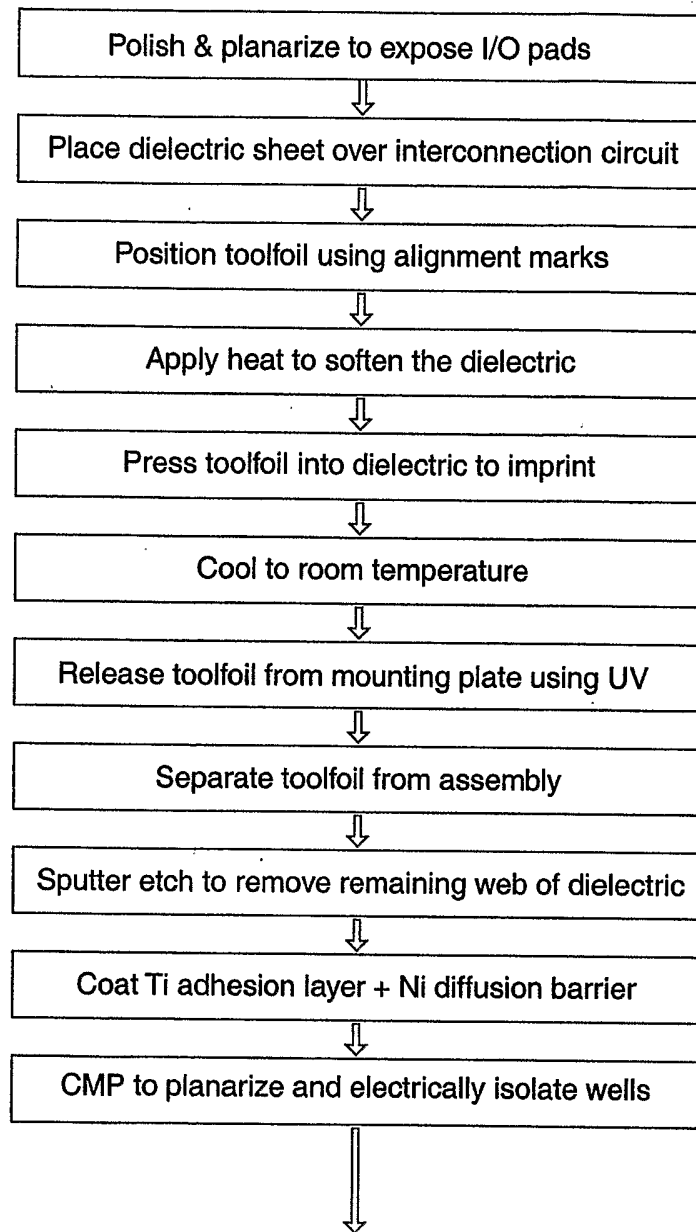 Polish & planarize to expose I/O pads
Place dielectric sheet over interconnection circuit
Position toolfoil using alignment marks
Apply heat to soften the dielectric
Press toolfoil into dielectric to imprint
Cool to room temperature
Release toolfoil from mounting plate using UV
Separate toolfoil from assembly
Sputter etch to remove remaining web of dielectric
Coat Ti adhesion layer + Ni diffusion barrier
CMP to planarize and electrically isolate wells